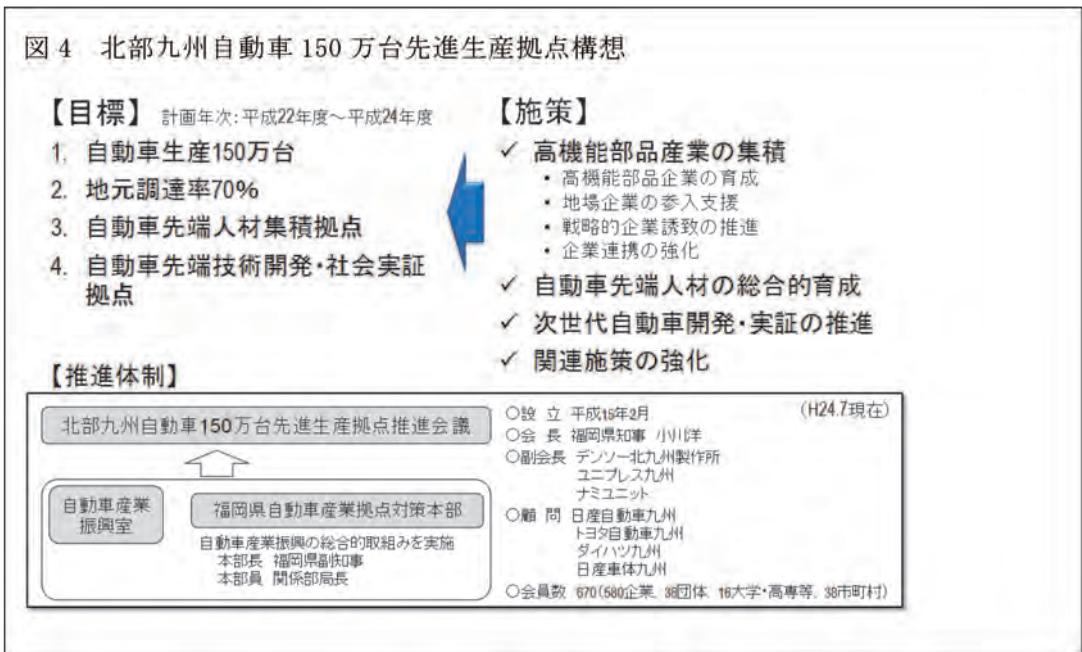 図4 北部九州自動車150万台先進生産拠点構想
【目標】 計画年次：平成22年度～平成24年度
1. 自動車生産150万台
2. 地元調達率70%
3. 自動車先端人材集積拠点
4. 自動車先端技術開発・社会実証
拠点
【施策】
✓ 高機能部品産業の集積
・高機能部品企業の育成
・地場企業の参入支援
・戦略的企業誘致の推進
・企業連携の強化
✓ 自動車先端人材の総合的育成
✓ 次世代自動車開発・実証の推進
✓ 関連施策の強化
【推進体制】
北部九州自動車150万台先進生産拠点推進会議
自動車産業
振興室
福岡県自動車産業拠点対策本部
自動車産業振興の総合的取組みを実施
本部長 福岡県副知事
本部員 関係部局長
(H24.7現在)
○設 立 平成15年2月
○会 長 福岡県知事 小川洋
○副会長 デンソー北九州製作所
ユニプレス九州
ナミユニット
○顧 問 日産自動車九州
トヨタ自動車九州
ダイハツ九州
日産車体九州
○会員数 670(580企業、36団体、16大学・高専等、38市町村)